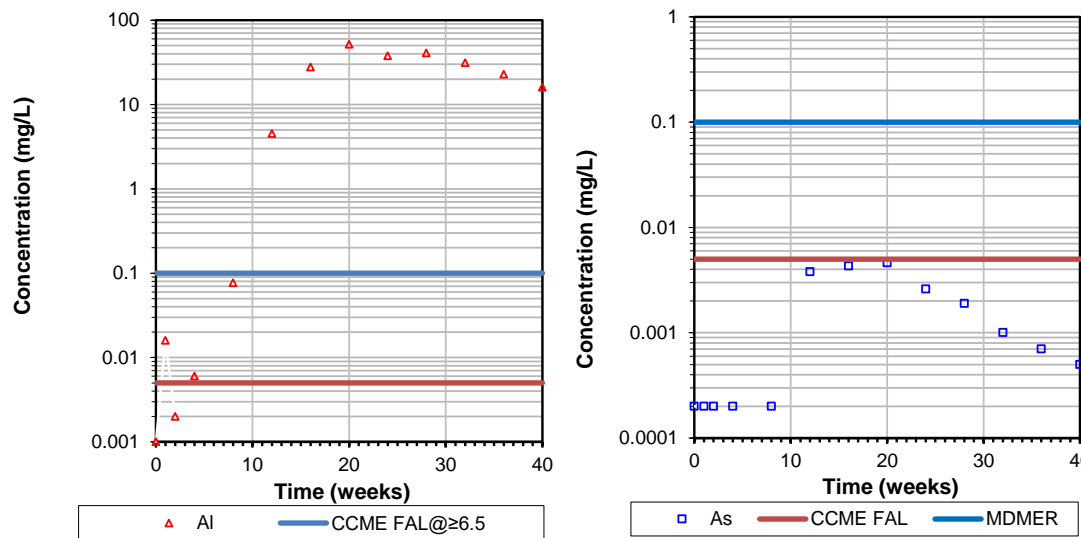 Concentration (mg/L)
100
10
1
0.1
0.01
0.001
0
10
20
30
40
Time (weeks)
Al
CCME FAL@≥6.5
Concentration (mg/L)
1
0.1
0.01
0.001
0.0001
0
10
20
30
40
Time (weeks)
As
CCME FAL
MDMER